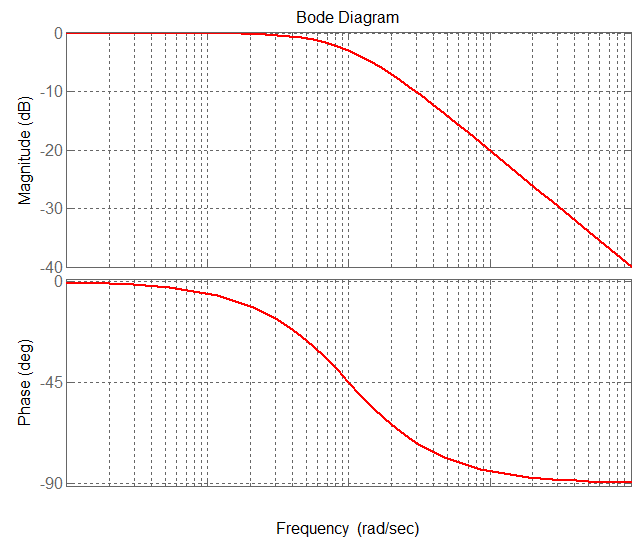 Bode Diagram
0
-10
-20
-30
-40
Magnitude (dB)
0
-45
-90
Phase (deg)
Frequency (rad/sec)